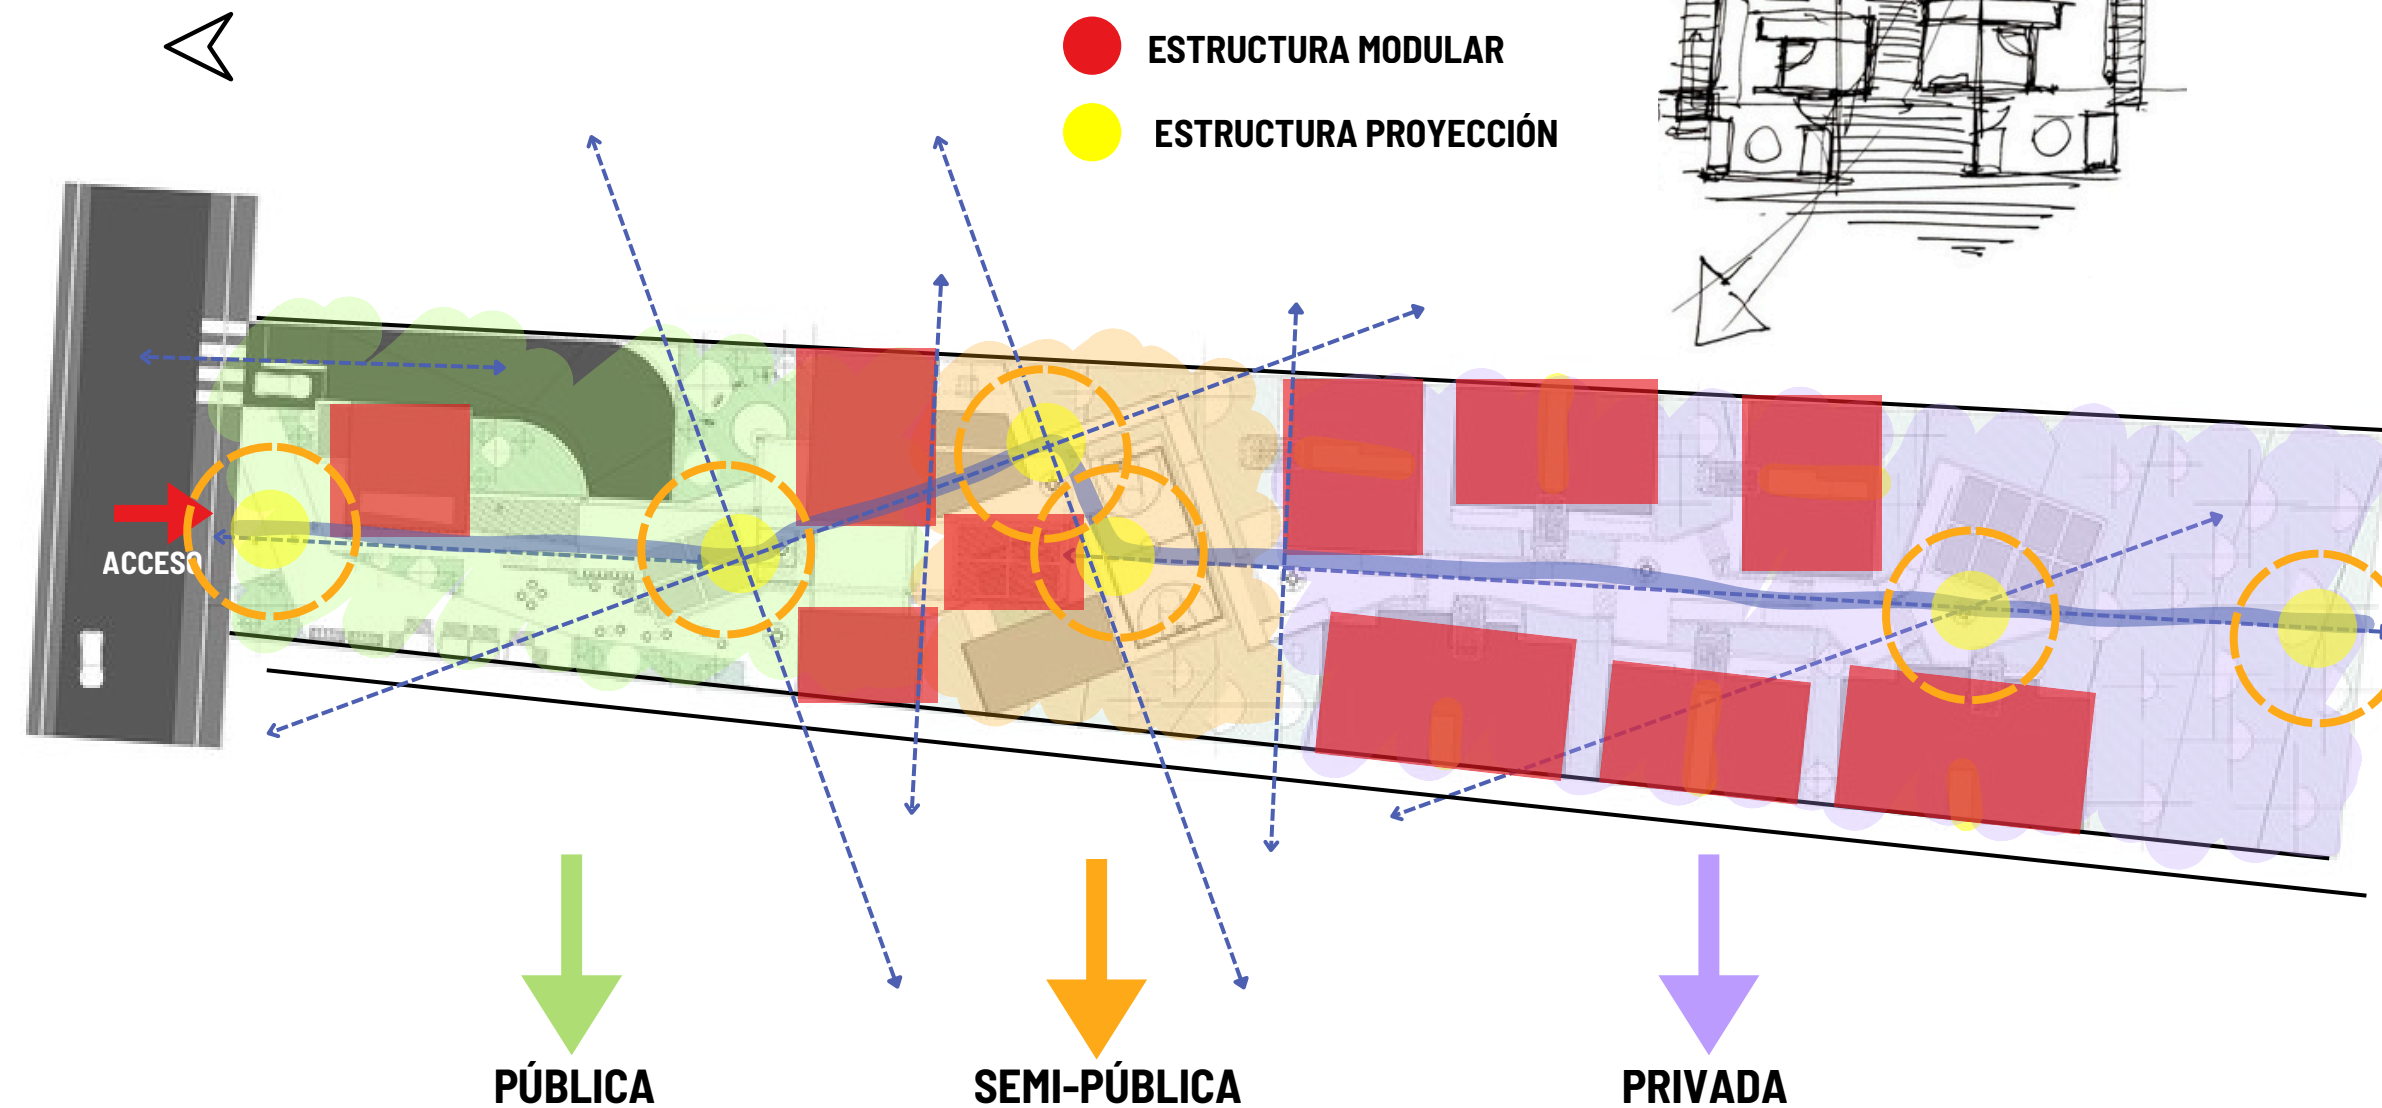 ESTRUCTURA MODULAR
ESTRUCTURA PROYECCIÓN
ACCESO
PÚBLICA
SEMI-PÚBLICA
PRIVADA